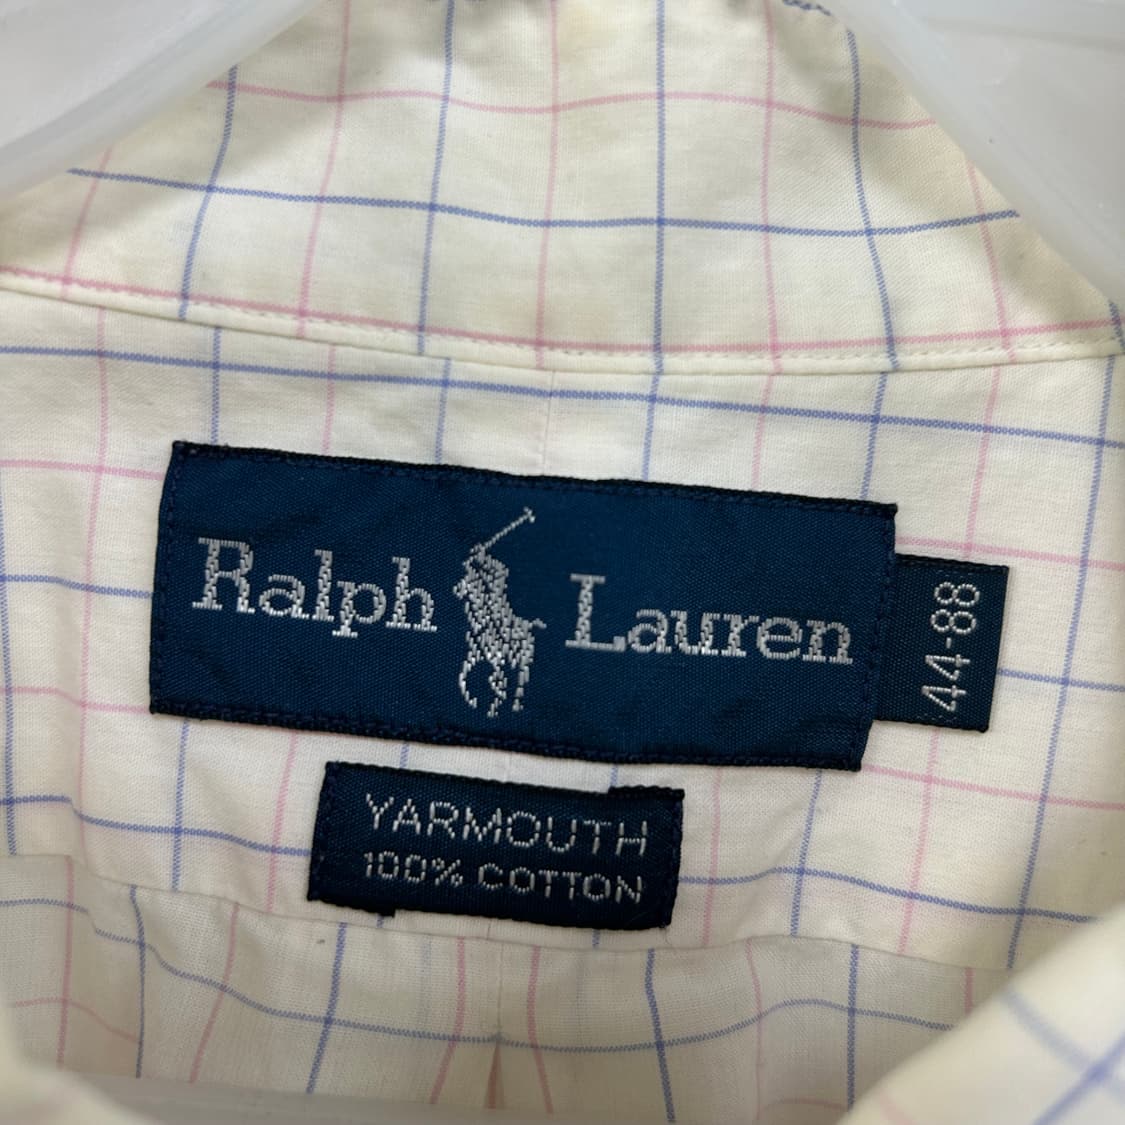 Ralph Lauren
44-88
YARMOUTH
100% COTTON